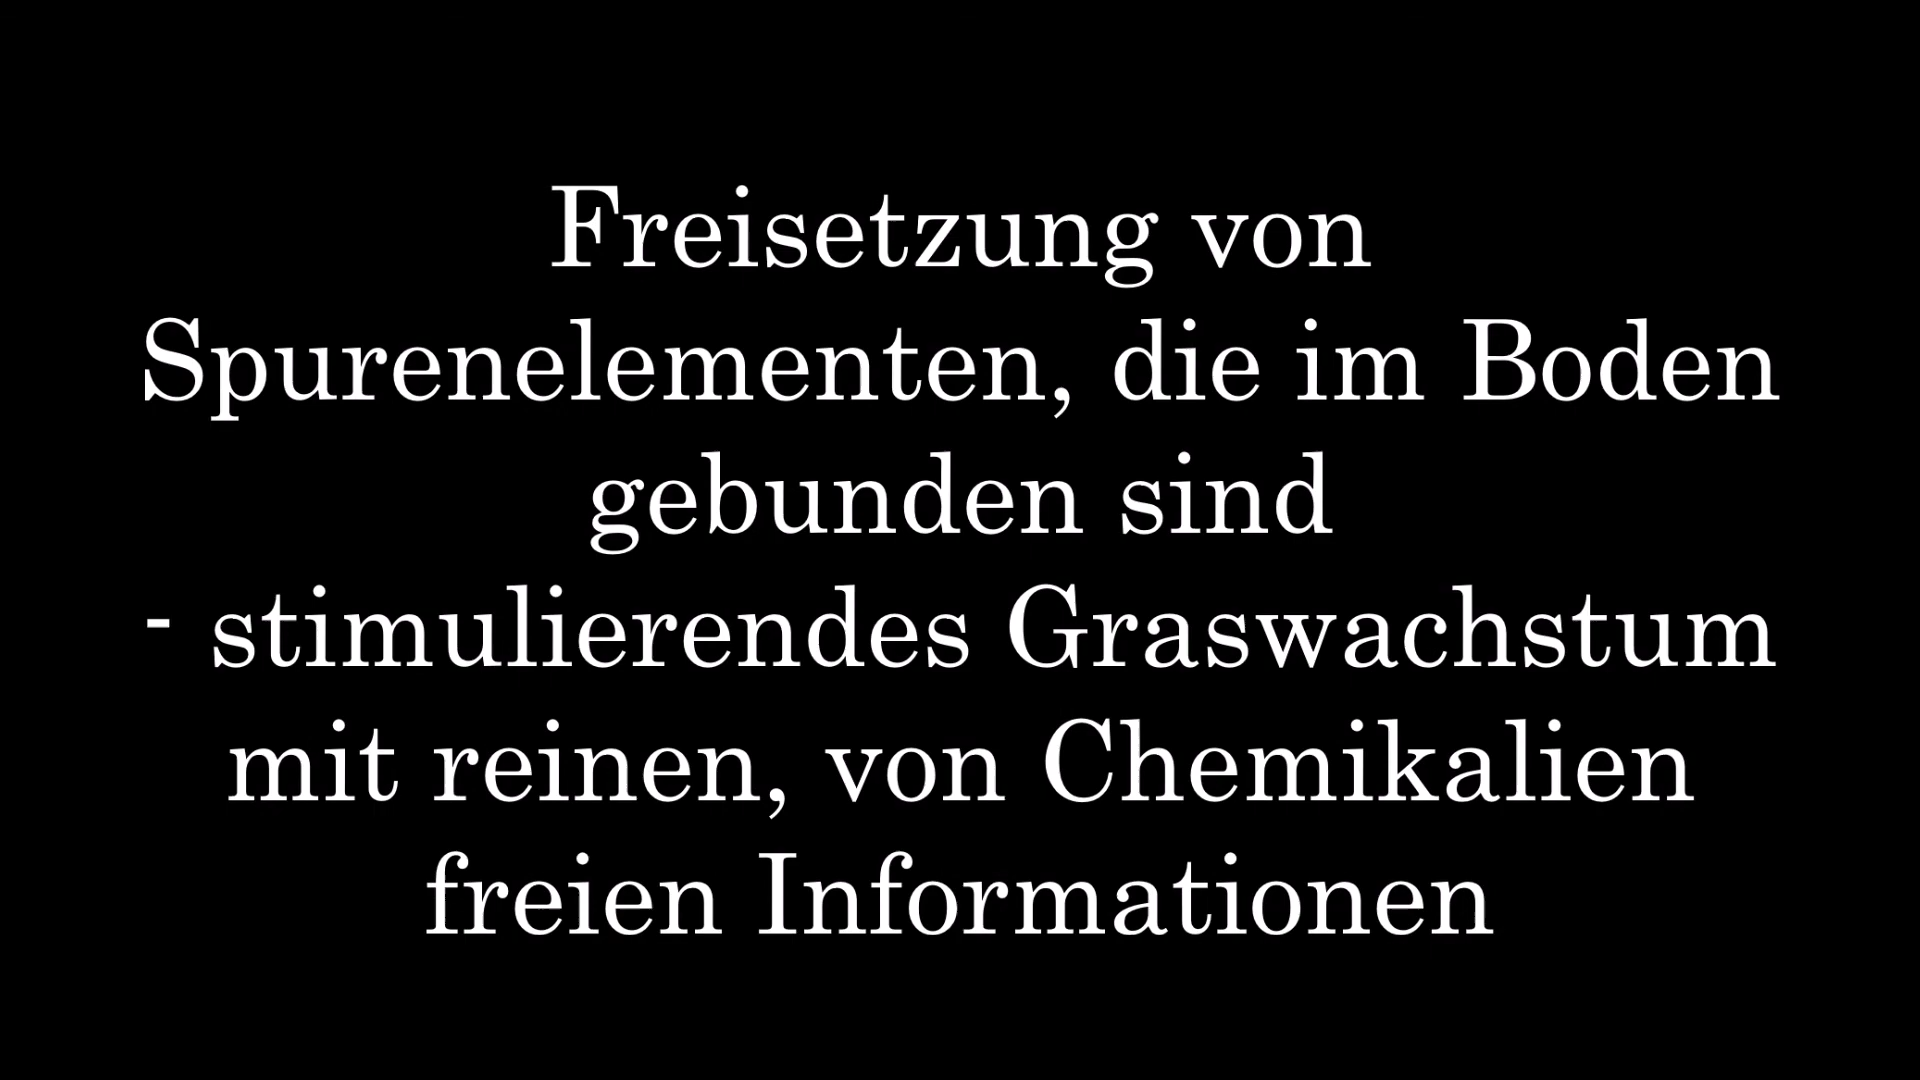 Freisetzung von
Spurenelementen, die im Boden
gebunden sind
- stimulierendes Graswachstum
mit reinen, von Chemikalien
freien Informationen